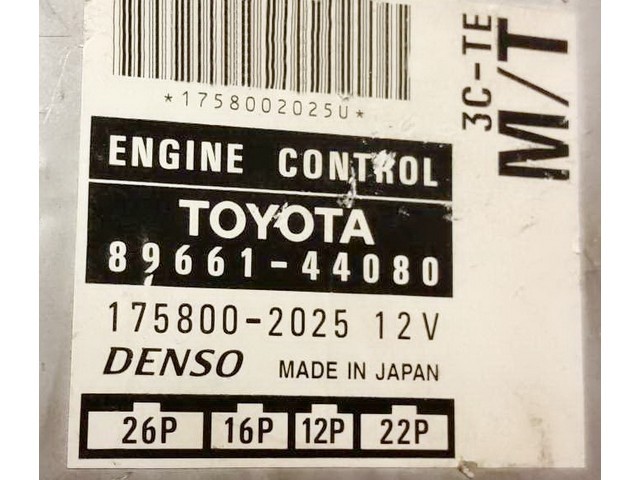 *1758002025U*
3C-TE
M/T
ENGINE CONTROL
TOYOTA
89661-44080
175800-2025 12V
DENSO MADE IN JAPAN
26P 16P 12P 22P